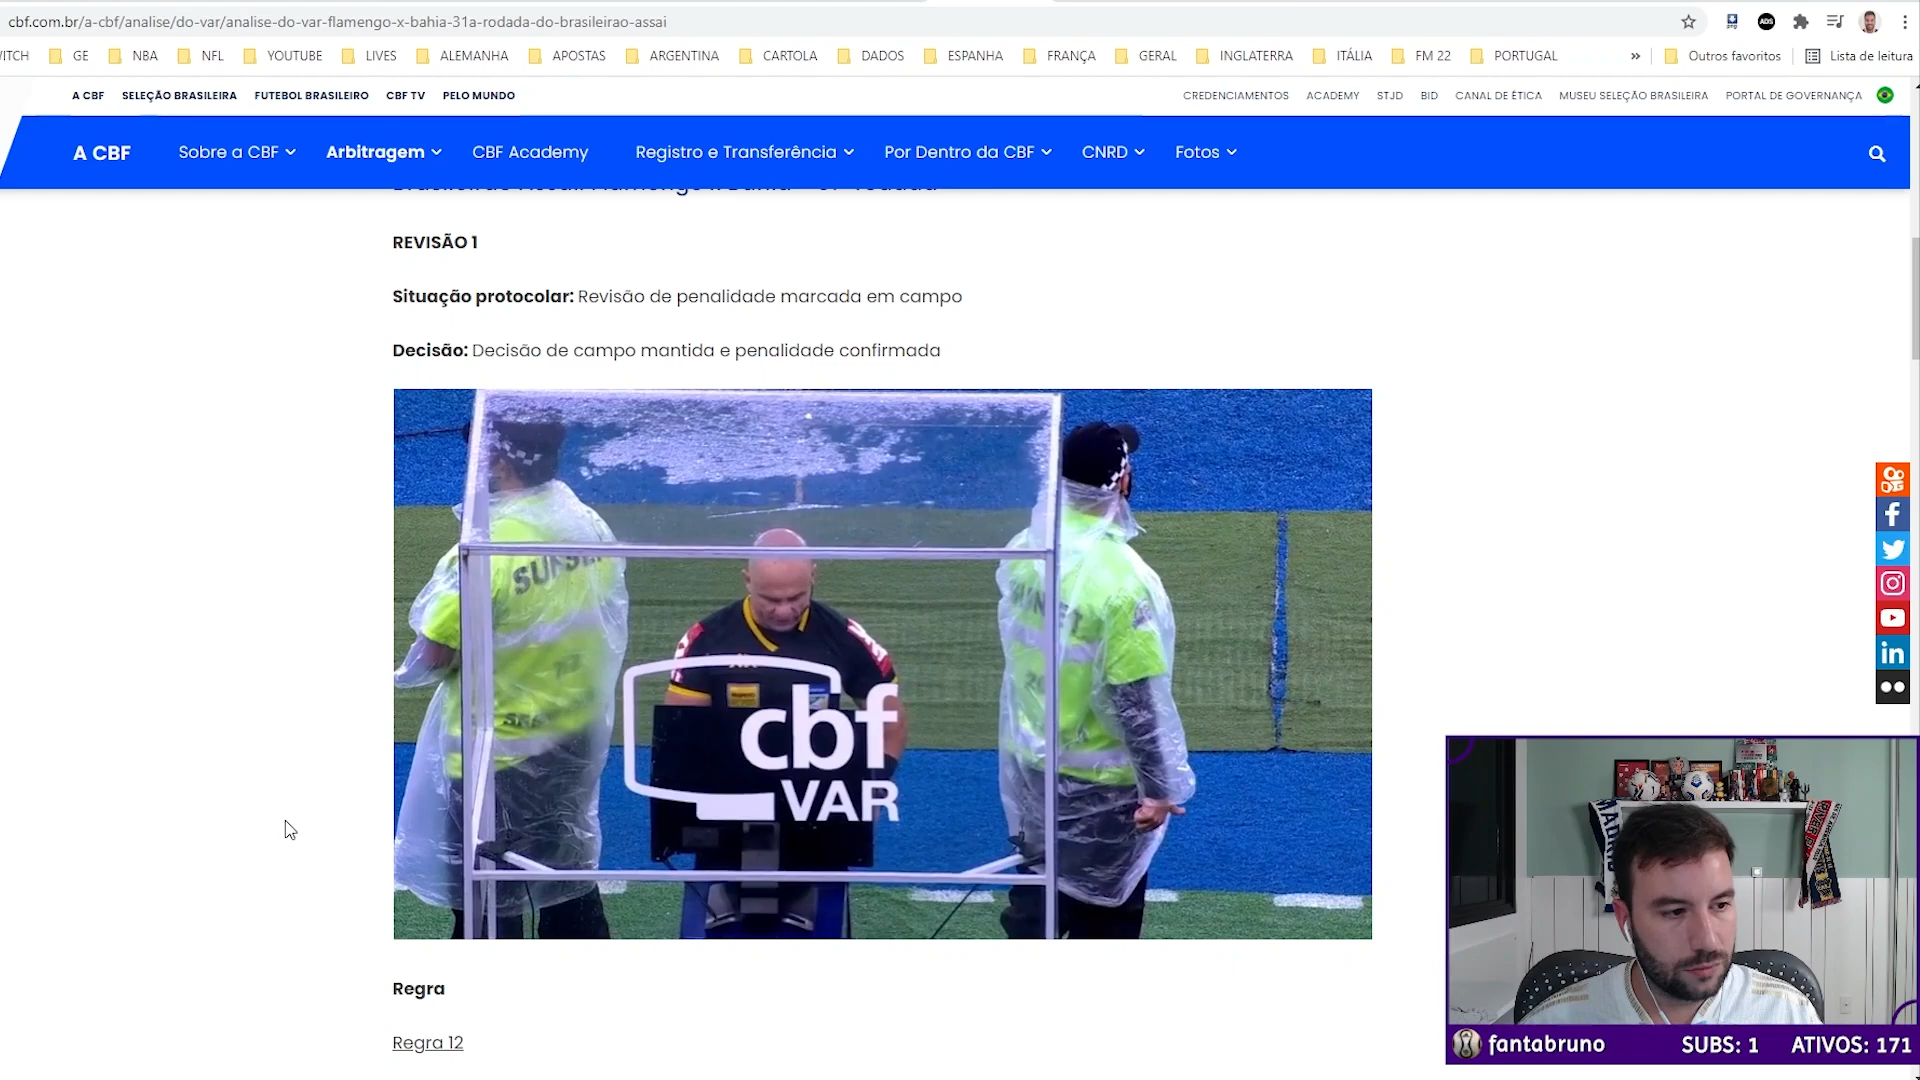 cbf.com.br/a-cbf/analise/do-var/analise-do-var-flamengo-x-bahia-31a-rodada-do-brasileirao-assai
ITCH GE NBA NFL YOUTUBE LIVES ALEMANHA APOSTAS ARGENTINA CARTOLA DADOS ESPANHA FRANÇA GERAL INGLATERRA ITÁLIA FM 22 PORTUGAL » Outros favoritos Lista de leitura
A CBF SELEÇÃO BRASILEIRA FUTEBOL BRASILEIRO CBF TV PELO MUNDO CREDENCIAMENTOS ACADEMY STJD BID CANAL DE ÉTICA MUSEU SELEÇÃO BRASILEIRA PORTAL DE GOVERNANÇA
A CBF Sobre a CBF Arbitragem CBF Academy Registro e Transferência Por Dentro da CBF CNRD Fotos
REVISÃO 1
Situação protocolar: Revisão de penalidade marcada em campo
Decisão: Decisão de campo mantida e penalidade confirmada
cbf
VAR
Regra
Regra 12
fantabruno SUBS: 1 ATIVOS: 171